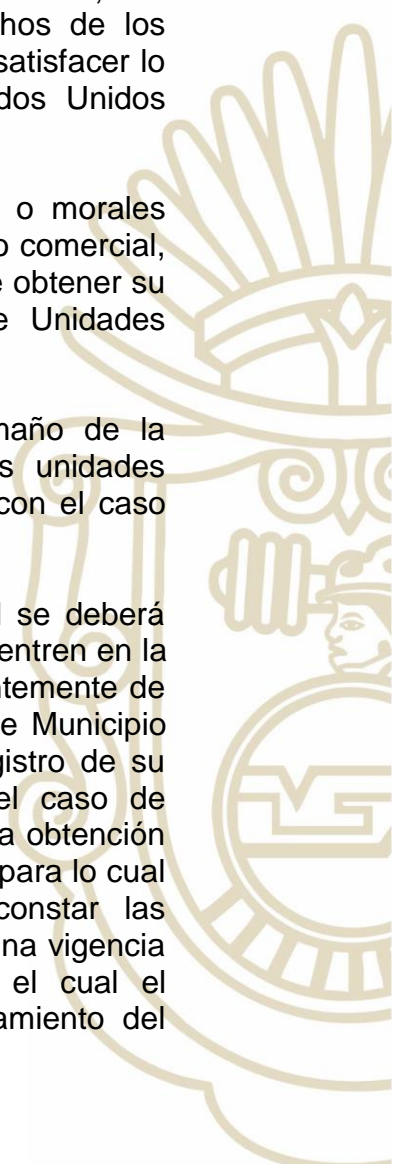 hos de los
satisfacer lo
dos Unidos
o morales
o comercial,
e obtener su
e Unidades
maño de la
s unidades
con el caso
l se deberá
entren en la
ntemente de
e Municipio
gistro de su
el caso de
a obtención
para lo cual
constar las
na vigencia
el cual el
amiento del